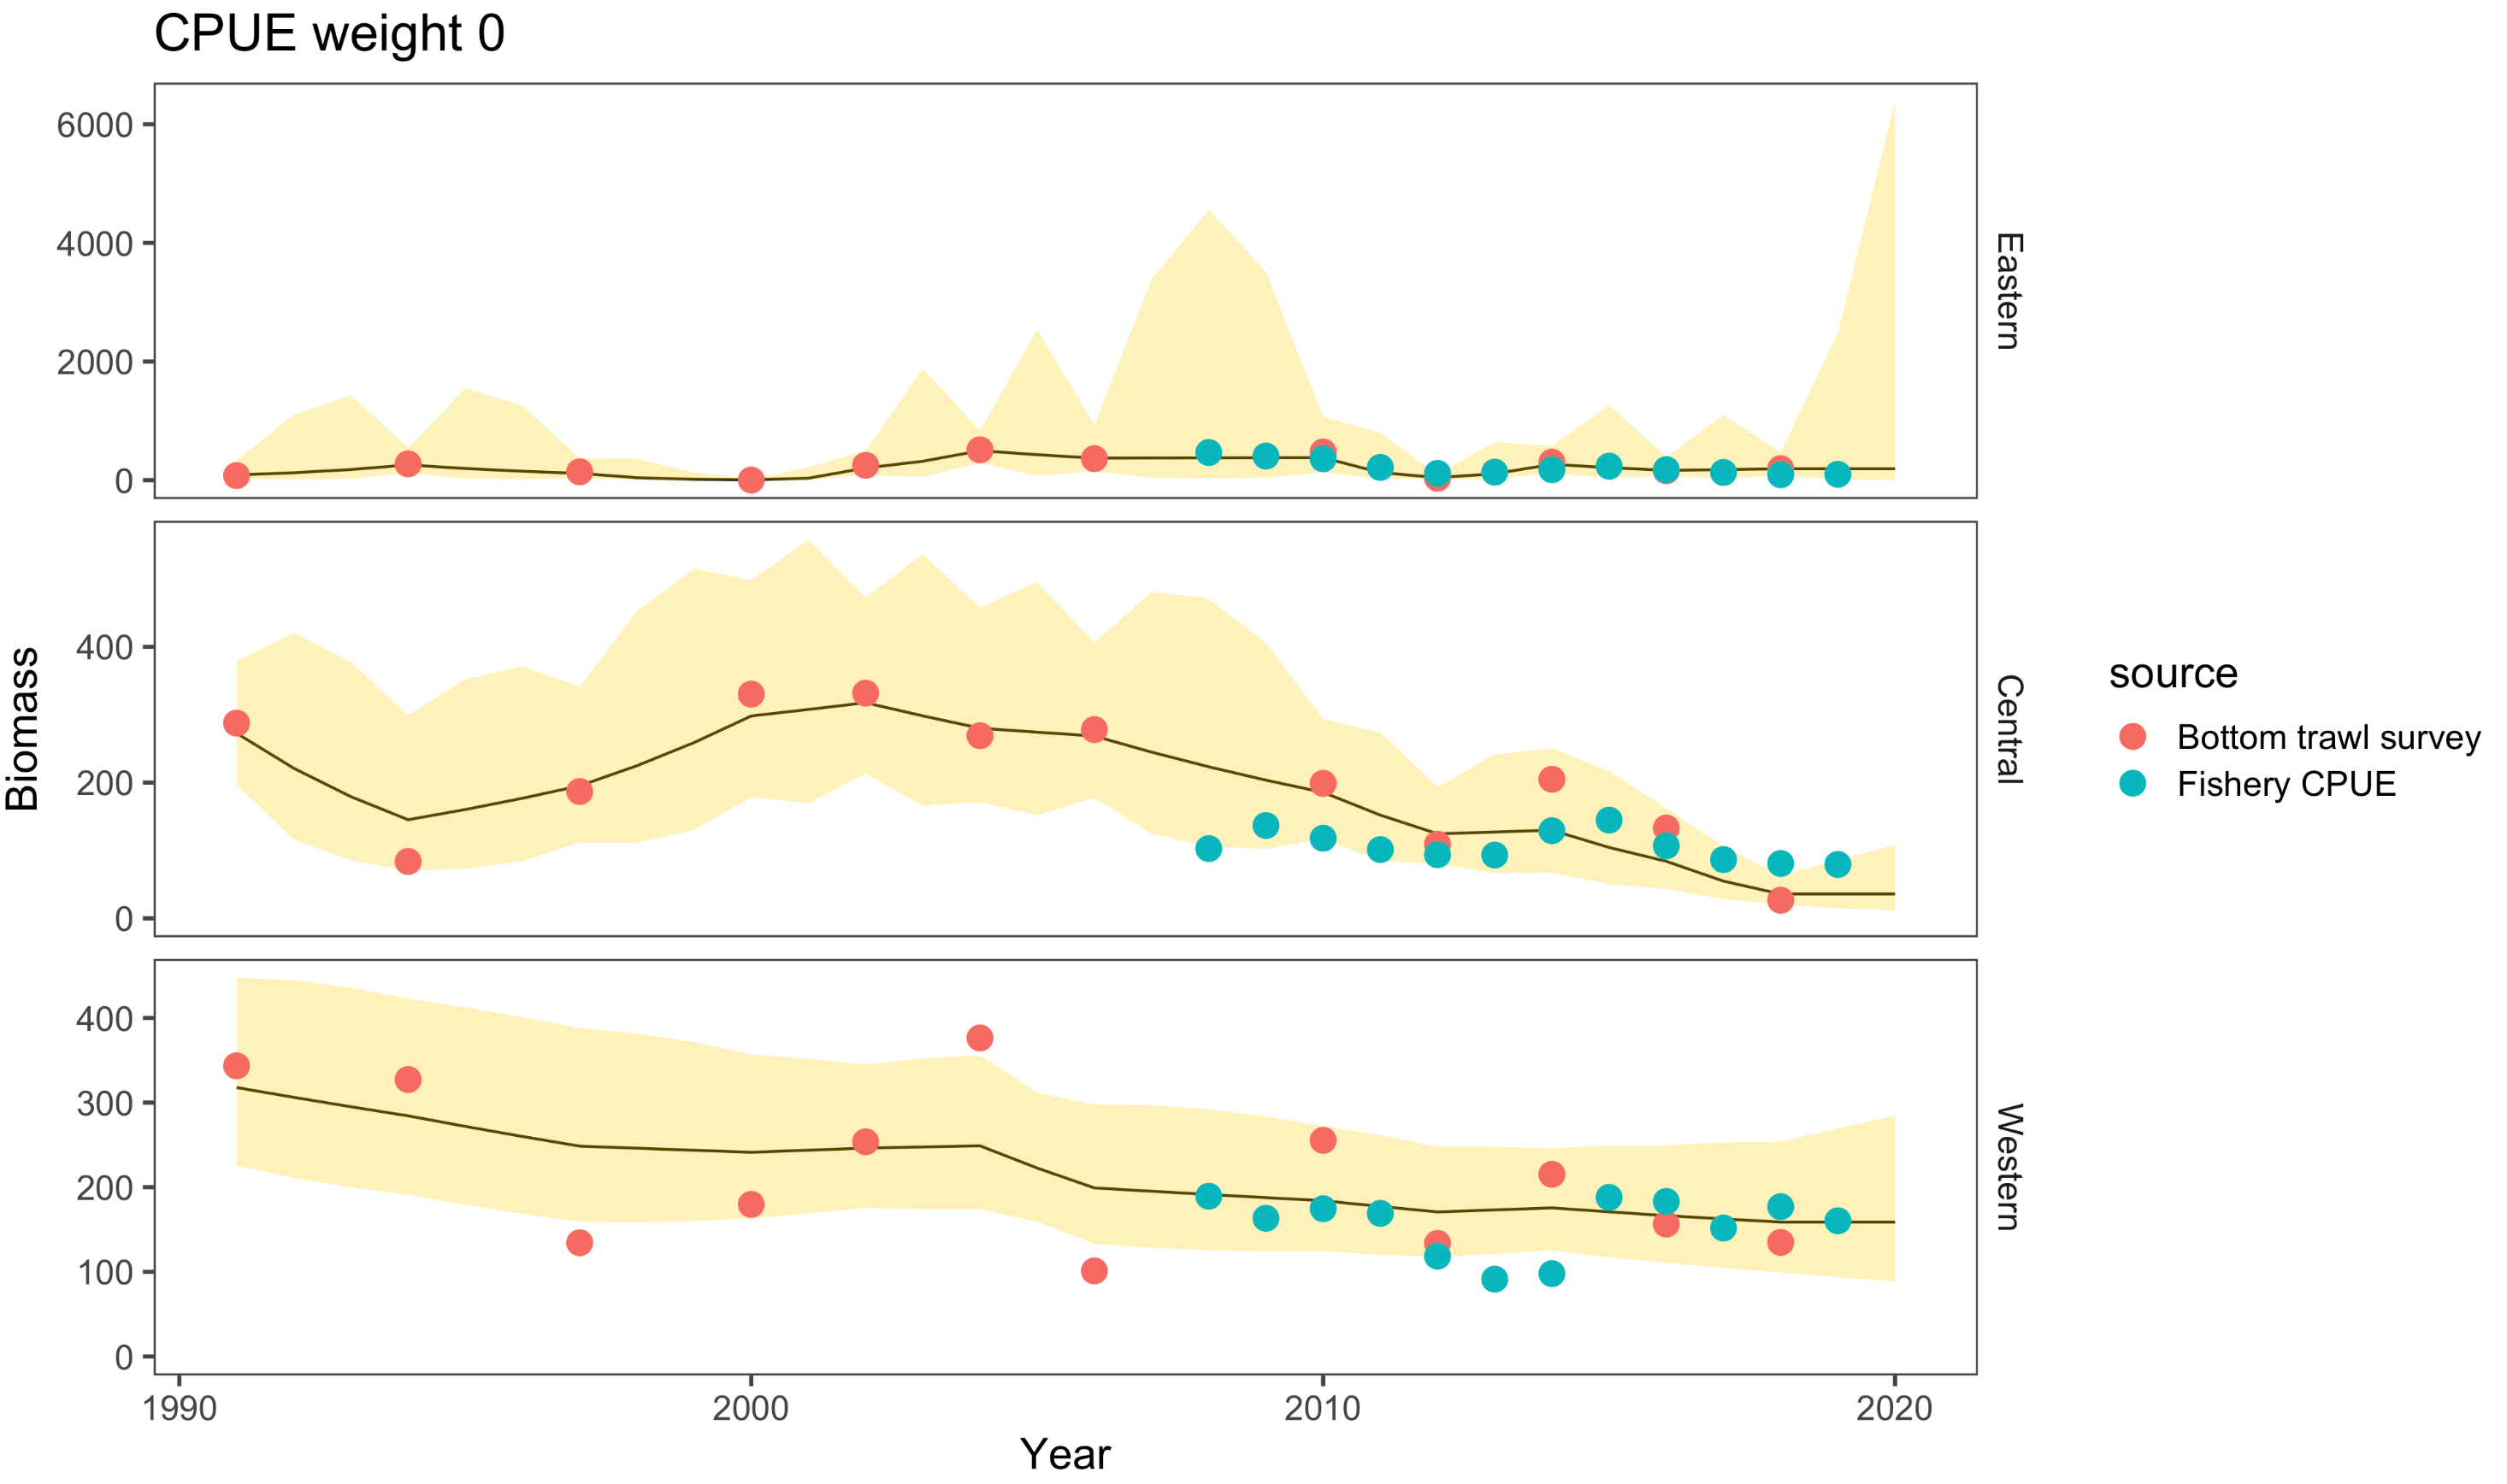 CPUE weight 0
6000
4000
2000
0
Eastern
400
200
0
Central
400
300
200
100
0
Western
Biomass
1990 2000 2010 2020
Year
source
Bottom trawl survey
Fishery CPUE